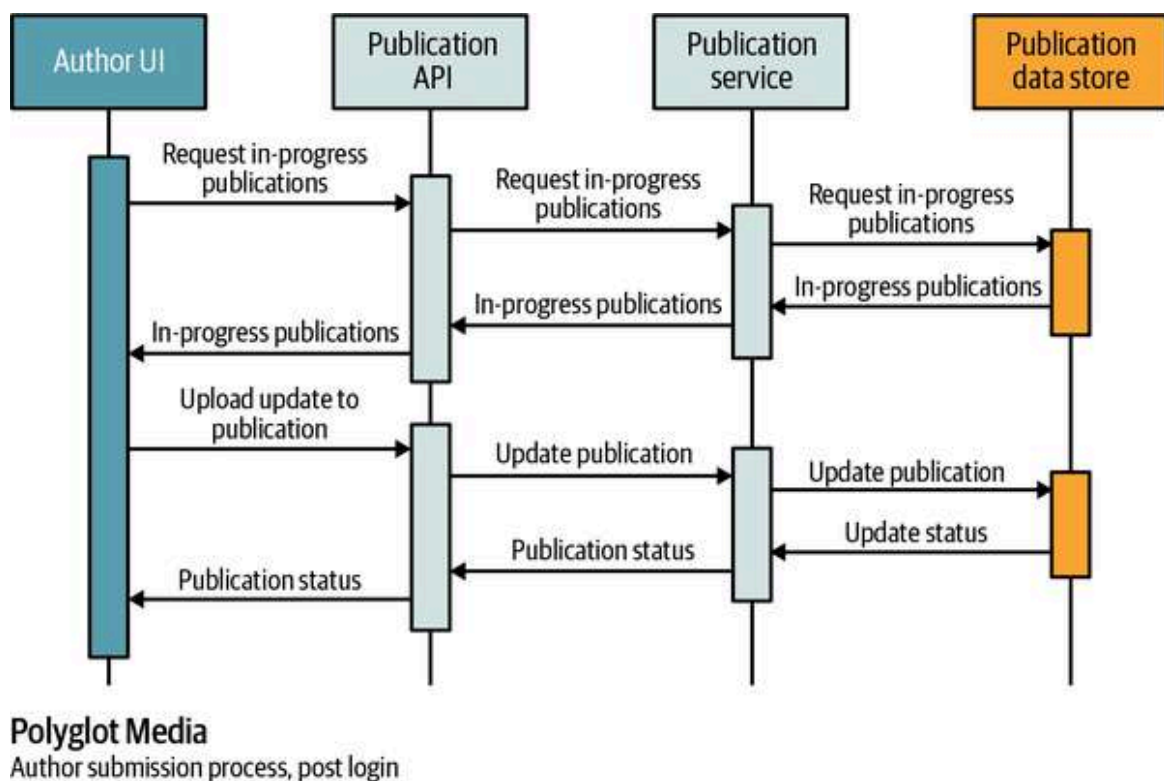 Author UI
Publication
API
Publication
service
Publication
data store
Request in-progress
publications
Request in-progress
publications
Request in-progress
publications
In-progress publications
In-progress publications
In-progress publications
Upload update to
publication
Update publication
Update publication
Update status
Publication status
Publication status
Polyglot Media
Author submission process, post login